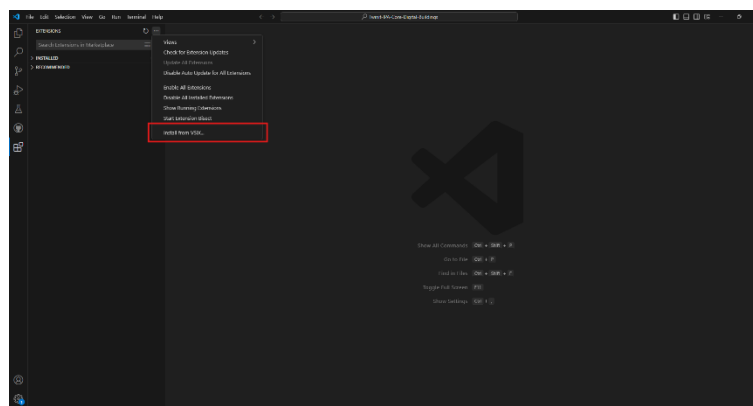 File Edit Selection View Go Run Terminal Help
EXTENSIONS
Search Extensions in Marketplace
INSTALLED
RECOMMENDED
Views
Check for Extension Updates
Update All Extensions
Disable Auto Update for All Extensions
Enable All Extensions
Disable All Installed Extensions
Show Running Extensions
Start Extension Bisect
Install from VSIX...
Show All Commands Ctrl + Shift + P
Go to File Ctrl + P
Find in Files Ctrl + Shift + F
Toggle Full Screen F11
Show Settings Ctrl + ,